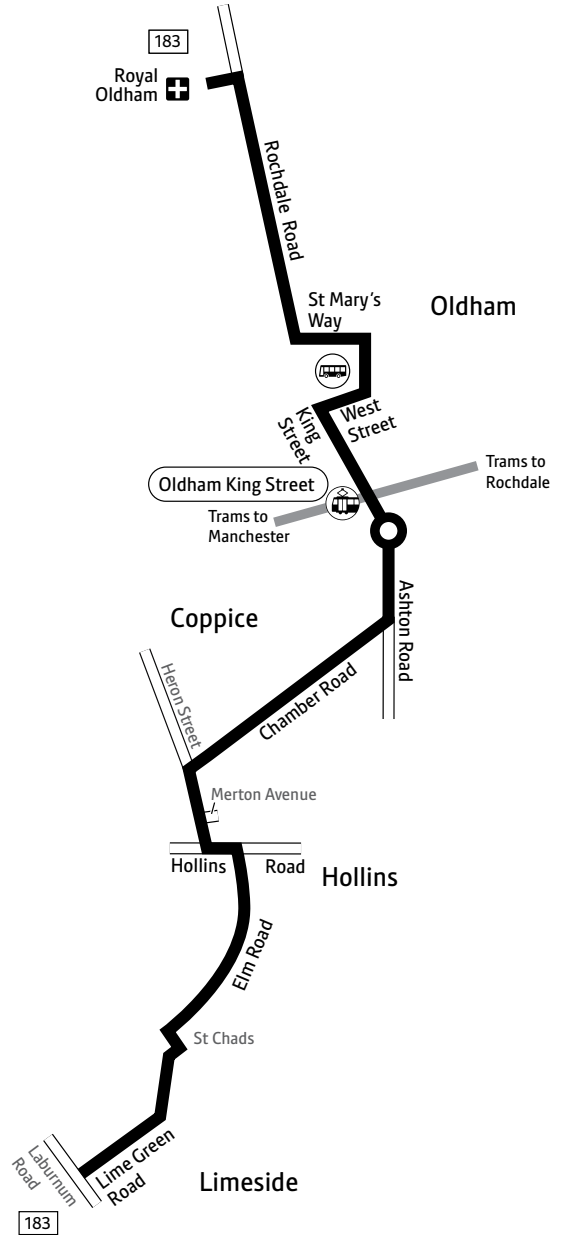 183
Royal
Oldham
Rochdale Road
St Mary's
Way
Oldham
West
Street
King
Street
Trams to
Rochdale
Oldham King Street
Trams to
Manchester
Ashton Road
Coppice
Chamber Road
Heron Street
Merton Avenue
Hollins Road
Hollins
Elm Road
St Chads
Lime Green
Road
Laburnum
Road
Limeside
183